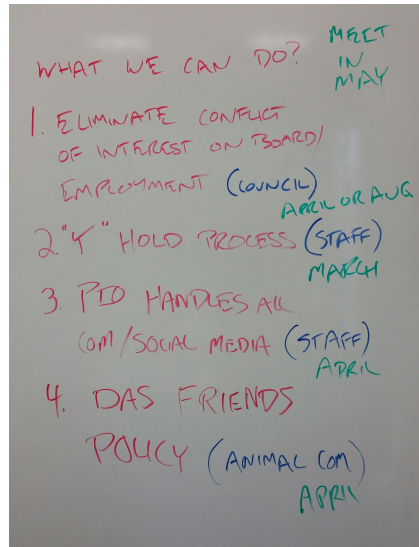 WHAT WE CAN DO?
MEET
IN
MAY
1. ELIMINATE CONFLICT
OF INTEREST ON BOARD/
EMPLOYMENT (COUNCIL)
APRIL OR AUG
2. "Y" HOLD PROCESS (STAFF)
MARCH
3. PIO HANDLES ALL
COM/SOCIAL MEDIA (STAFF)
APRIL
4. DAS FRIENDS
POLICY (ANIMAL COM)
APRIL